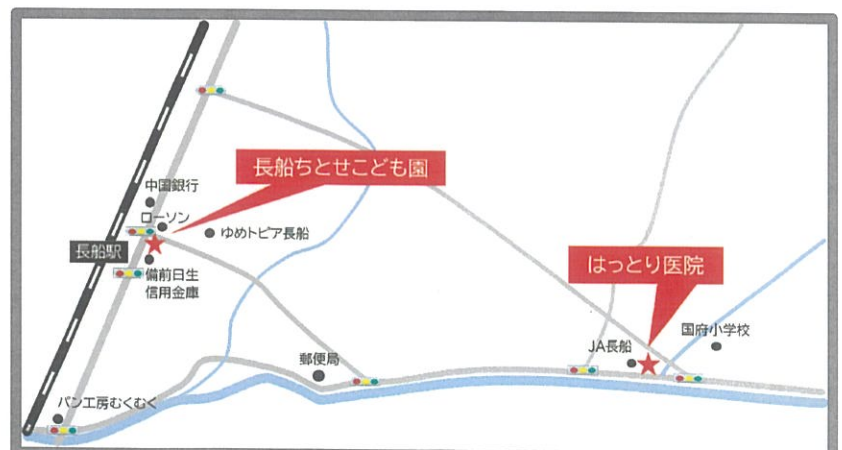 長船ちとせこども園
中国銀行
ローソン
ゆめトピア長船
長船駅
備前日生
信用金庫
はっとり医院
国府小学校
JA長船
郵便局
パン工房むくむく